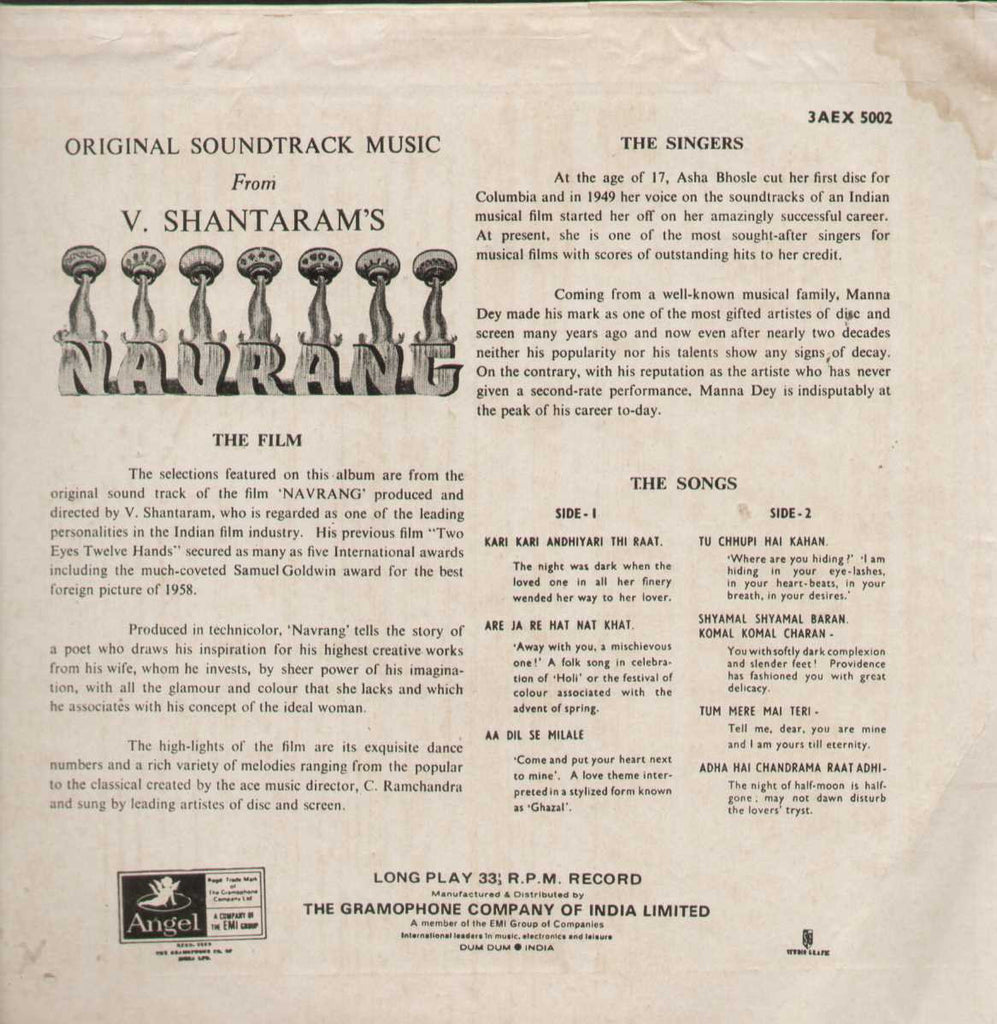 3AEX 5002
ORIGINAL SOUNDTRACK MUSIC
From
V. SHANTARAM'S
NAVRANG
THE FILM
The selections featured on this album are from the
original sound track of the film 'NAVRANG' produced and
directed by V. Shantaram, who is regarded as one of the leading
personalities in the Indian film industry. His previous film "Two
Eyes Twelve Hands" secured as many as five International awards
including the much-coveted Samuel Goldwin award for the best
foreign picture of 1958.
Produced in technicolor, 'Navrang' tells the story of
a poet who draws his inspiration for his highest creative works
from his wife, whom he invests, by sheer power of his imagina-
tion, with all the glamour and colour that she lacks and which
he associates with his concept of the ideal woman.
The high-lights of the film are its exquisite dance
numbers and a rich variety of melodies ranging from the popular
to the classical created by the ace music director, C. Ramchandra
and sung by leading artistes of disc and screen.
THE SINGERS
At the age of 17, Asha Bhosle cut her first disc for
Columbia and in 1949 her voice on the soundtracks of an Indian
musical film started her off on her amazingly successful career.
At present, she is one of the most sought-after singers for
musical films with scores of outstanding hits to her credit.
Coming from a well-known musical family, Manna
Dey made his mark as one of the most gifted artistes of disc and
screen many years ago and now even after nearly two decades
neither his popularity nor his talents show any signs of decay.
On the contrary, with his reputation as the artiste who has never
given a second-rate performance, Manna Dey is indisputably at
the peak of his career to-day.
THE SONGS
SIDE-1
KARI KARI ANDHIYARI THI RAAT.
The night was dark when the
loved one in all her finery
wended her way to her lover.
ARE JA RE HAT NAT KHAT.
'Away with you, a mischievous
one!' A folk song in celebra-
tion of 'Holi' or the festival of
colour associated with the
advent of spring.
AA DIL SE MILALE
'Come and put your heart next
to mine'. A love theme inter-
preted in a stylized form known
as 'Ghazal'.
SIDE-2
TU CHHUPI HAI KAHAN.
'Where are you hiding?' 'I am
hiding in your eye-lashes,
in your heart-beats, in your
breath, in your desires.'
SHYAMAL SHYAMAL BARAN.
KOMAL KOMAL CHARAN -
You with softly dark complexion
and slender feet! Providence
has fashioned you with great
delicacy.
TUM MERE MAI TERI -
Tell me, dear, you are mine
and I am yours till eternity.
ADHA HAI CHANDRAMA RAAT ADHI-
The night of half-moon is half-
gone; may not dawn disturb
the lovers' tryst.
Angel
Regd Trade Mark
of
The Gramophone
Company Ltd
A COMPANY IN
THE EMI GROUP
LONG PLAY 33⅓ R.P.M. RECORD
Manufactured & Distributed by
THE GRAMOPHONE COMPANY OF INDIA LIMITED
A member of the EMI Group of Companies
International leaders in music, electronics and leisure
DUM DUM ● INDIA